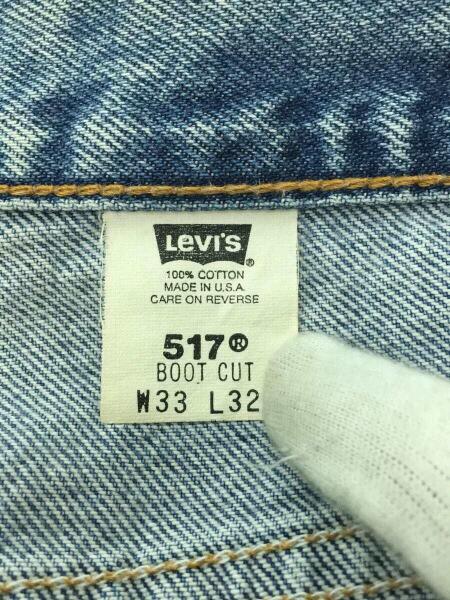 LEVI'S®
100% COTTON
MADE IN U.S.A.
CARE ON REVERSE
517®
BOOT CUT
W33 L32